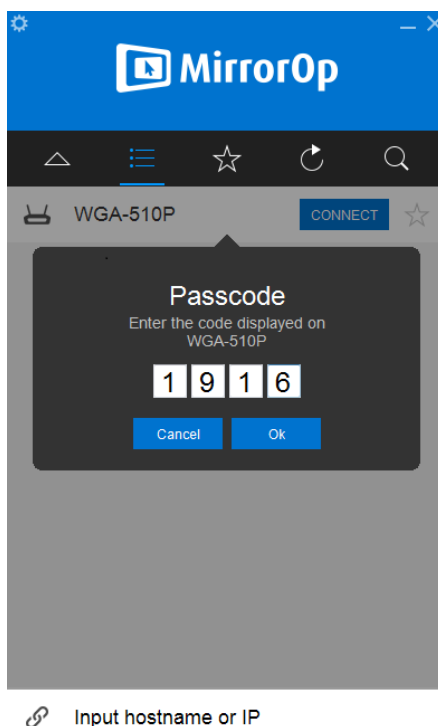 MirrorOp
WGA-510P
CONNECT
Passcode
Enter the code displayed on
WGA-510P
1 9 1 6
Cancel Ok
Input hostname or IP